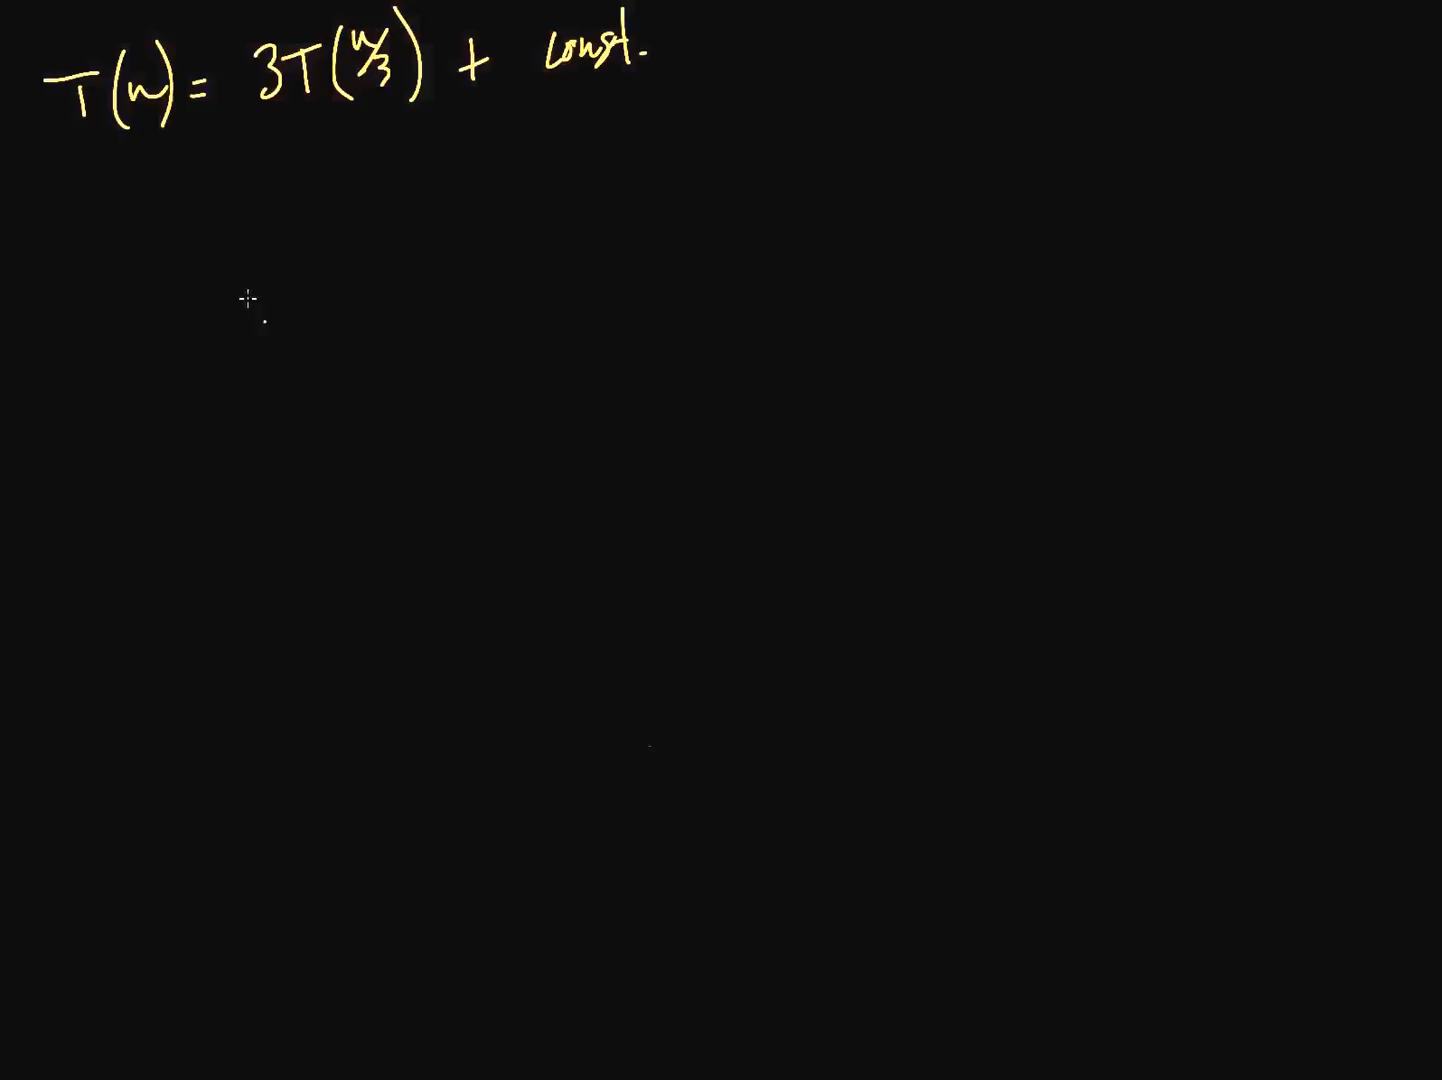 T(n) = 3T(n/3) + const.